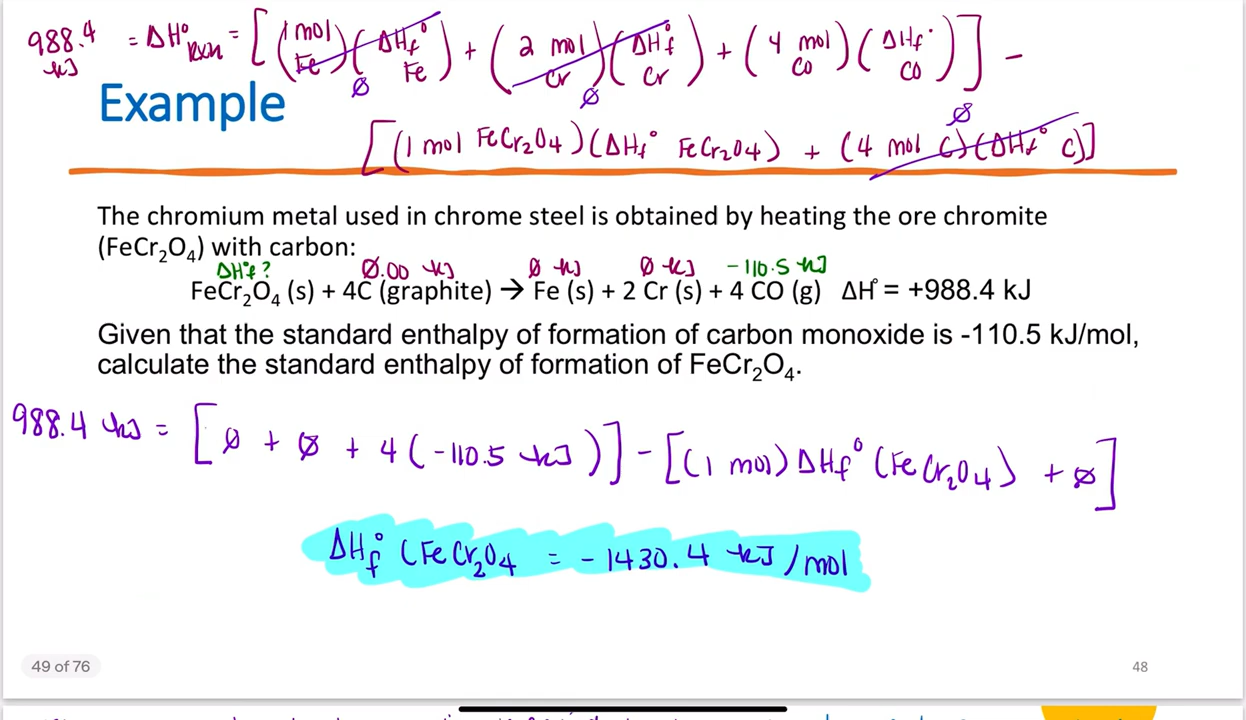 988.4 kJ = ΔH°Rxn = [(1 mol Fe)(ΔHf° Fe) + (2 mol Cr)(ΔHf° Cr) + (4 mol CO)(ΔHf° CO)] −
Ø Ø
Example
Ø
[(1 mol FeCr₂O₄)(ΔHf° FeCr₂O₄) + (4 mol C)(ΔHf° C)]
The chromium metal used in chrome steel is obtained by heating the ore chromite
(FeCr₂O₄) with carbon:
ΔH°f? Ø.00 kJ Ø kJ Ø kJ −110.5 kJ
FeCr₂O₄ (s) + 4C (graphite) → Fe (s) + 2 Cr (s) + 4 CO (g) ΔH° = +988.4 kJ
Given that the standard enthalpy of formation of carbon monoxide is -110.5 kJ/mol,
calculate the standard enthalpy of formation of FeCr₂O₄.
988.4 kJ = [Ø + Ø + 4(−110.5 kJ)] − [(1 mol) ΔHf° (FeCr₂O₄) + Ø]
ΔHf° (FeCr₂O₄ = −1430.4 kJ/mol
49 of 76
48